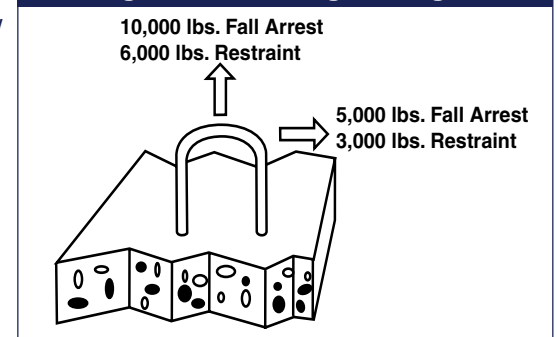 10,000 lbs. Fall Arrest
6,000 lbs. Restraint
5,000 lbs. Fall Arrest
3,000 lbs. Restraint